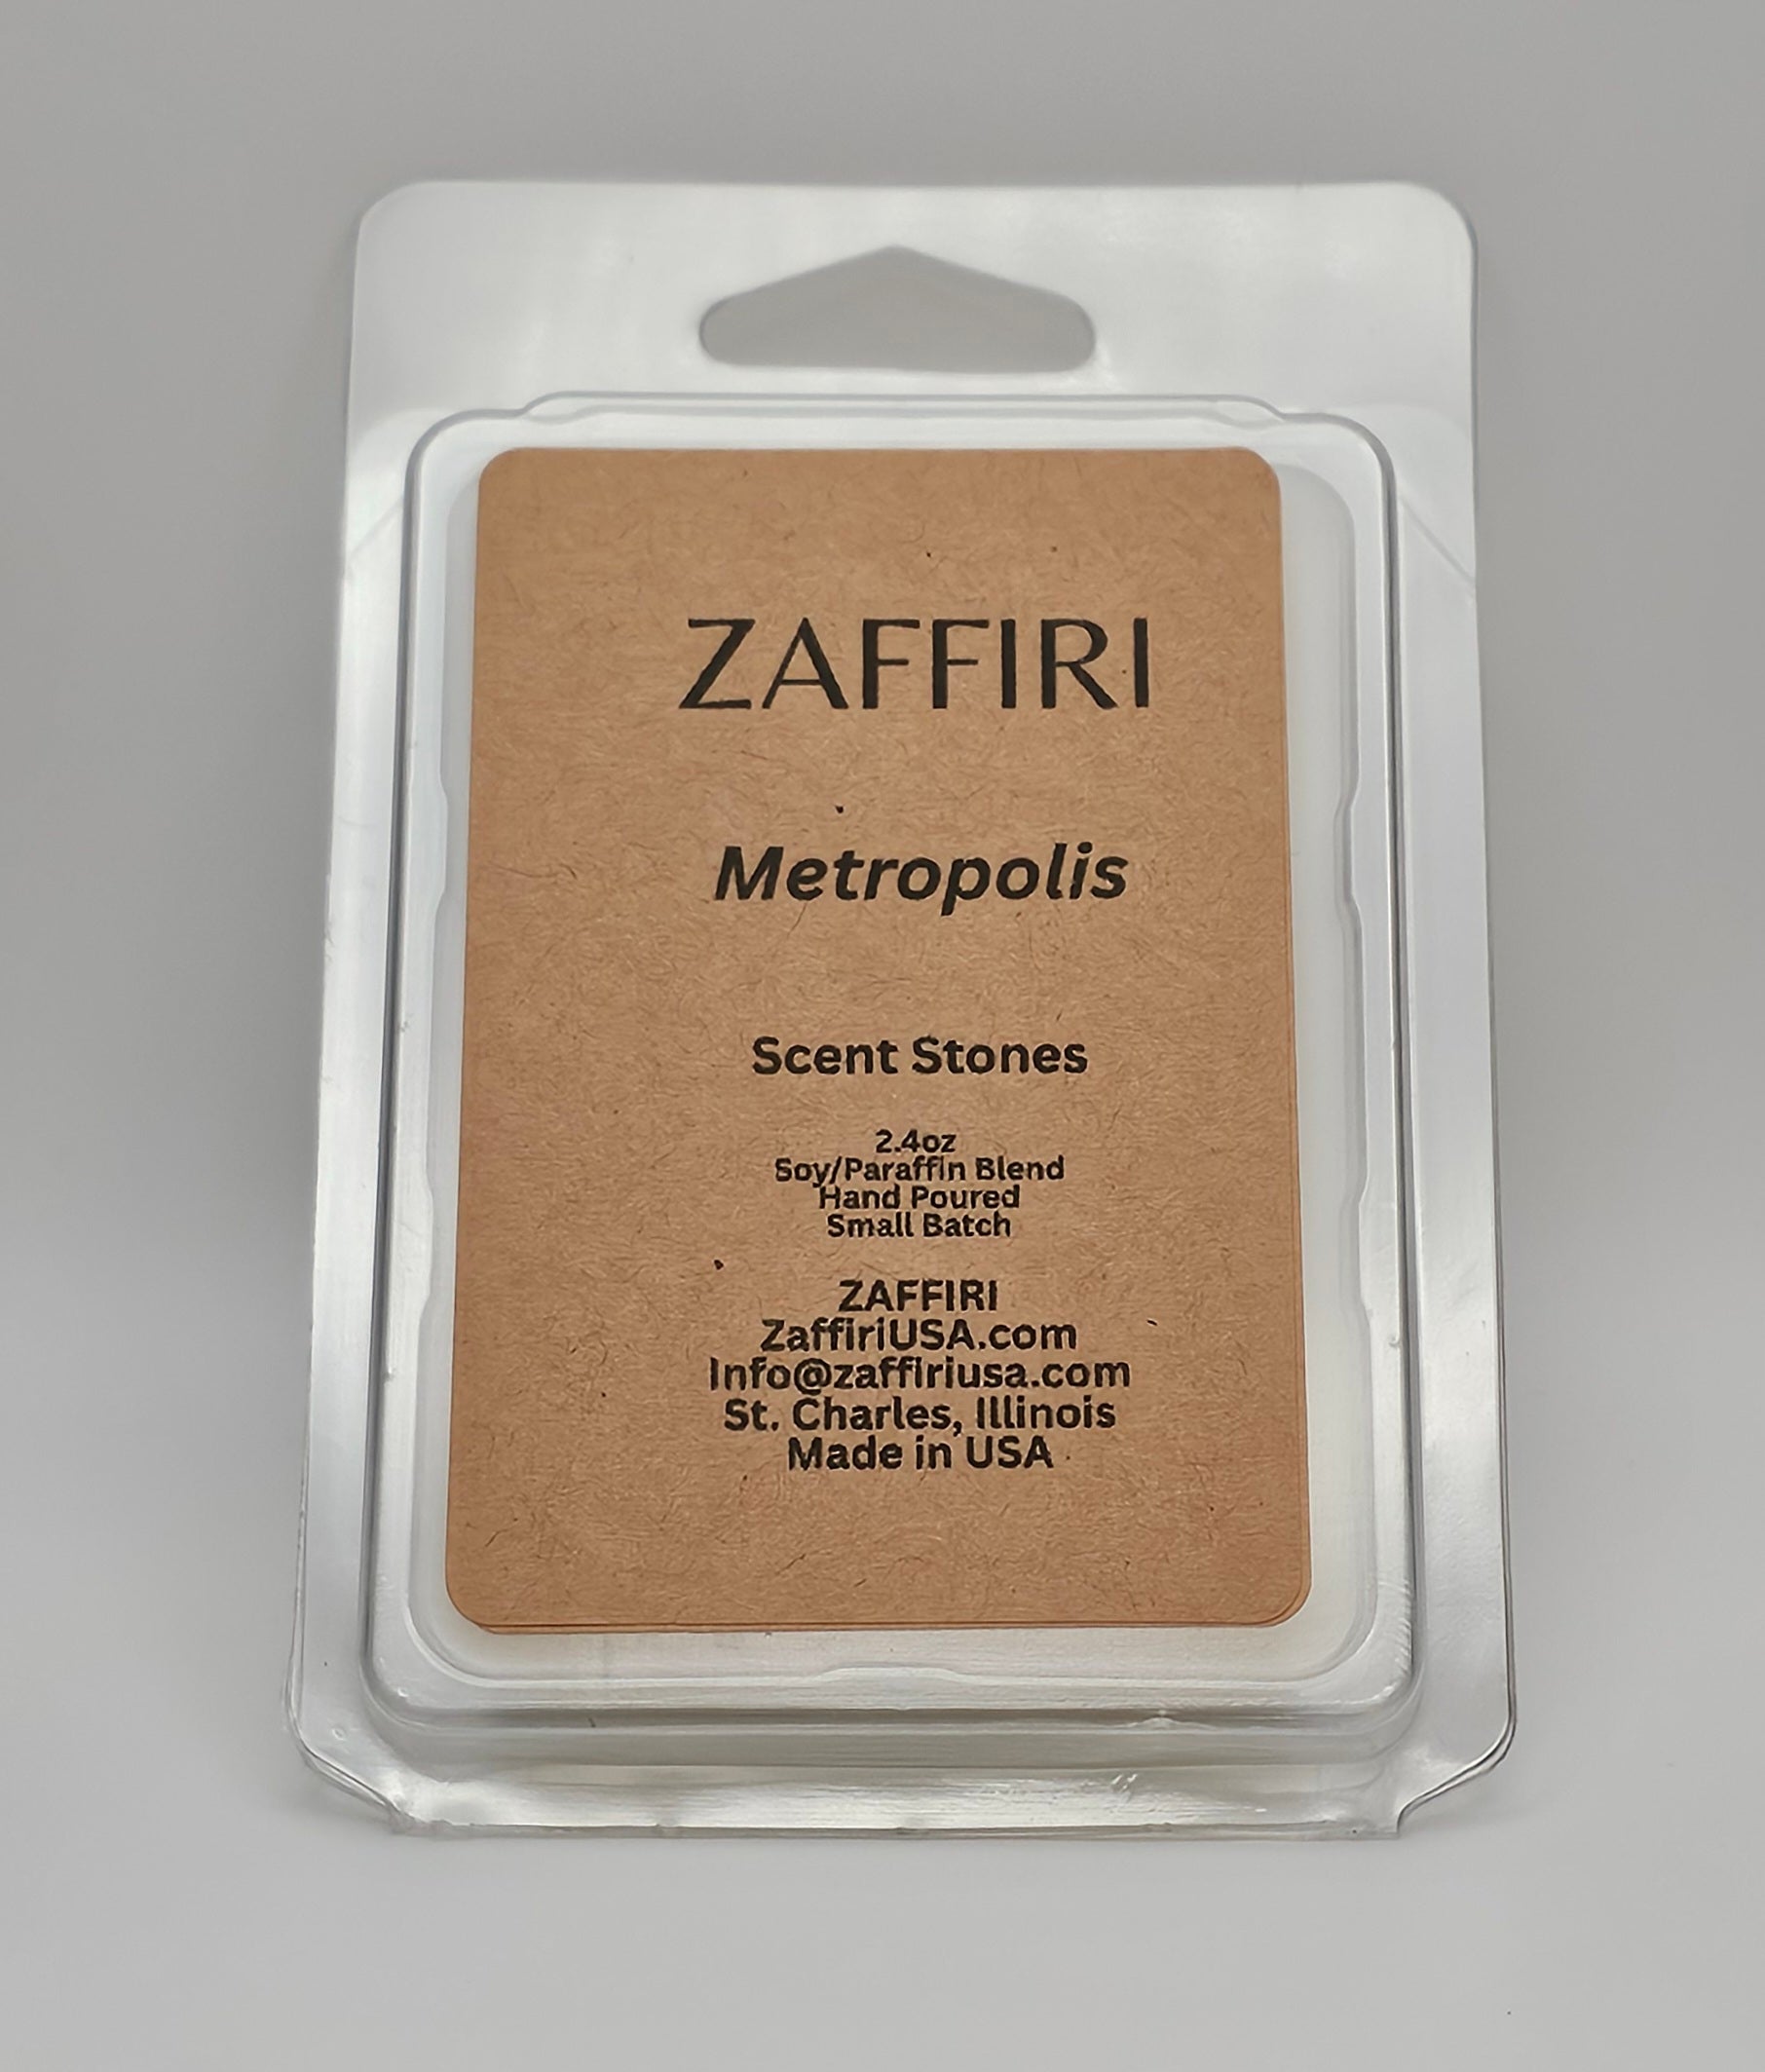 ZAFFIRI
Metropolis
Scent Stones
2.4oz
Soy/Paraffin Blend
Hand Poured
Small Batch
ZAFFIRI
ZaffiriUSA.com
Info@zaffiriusa.com
St. Charles, Illinois
Made in USA